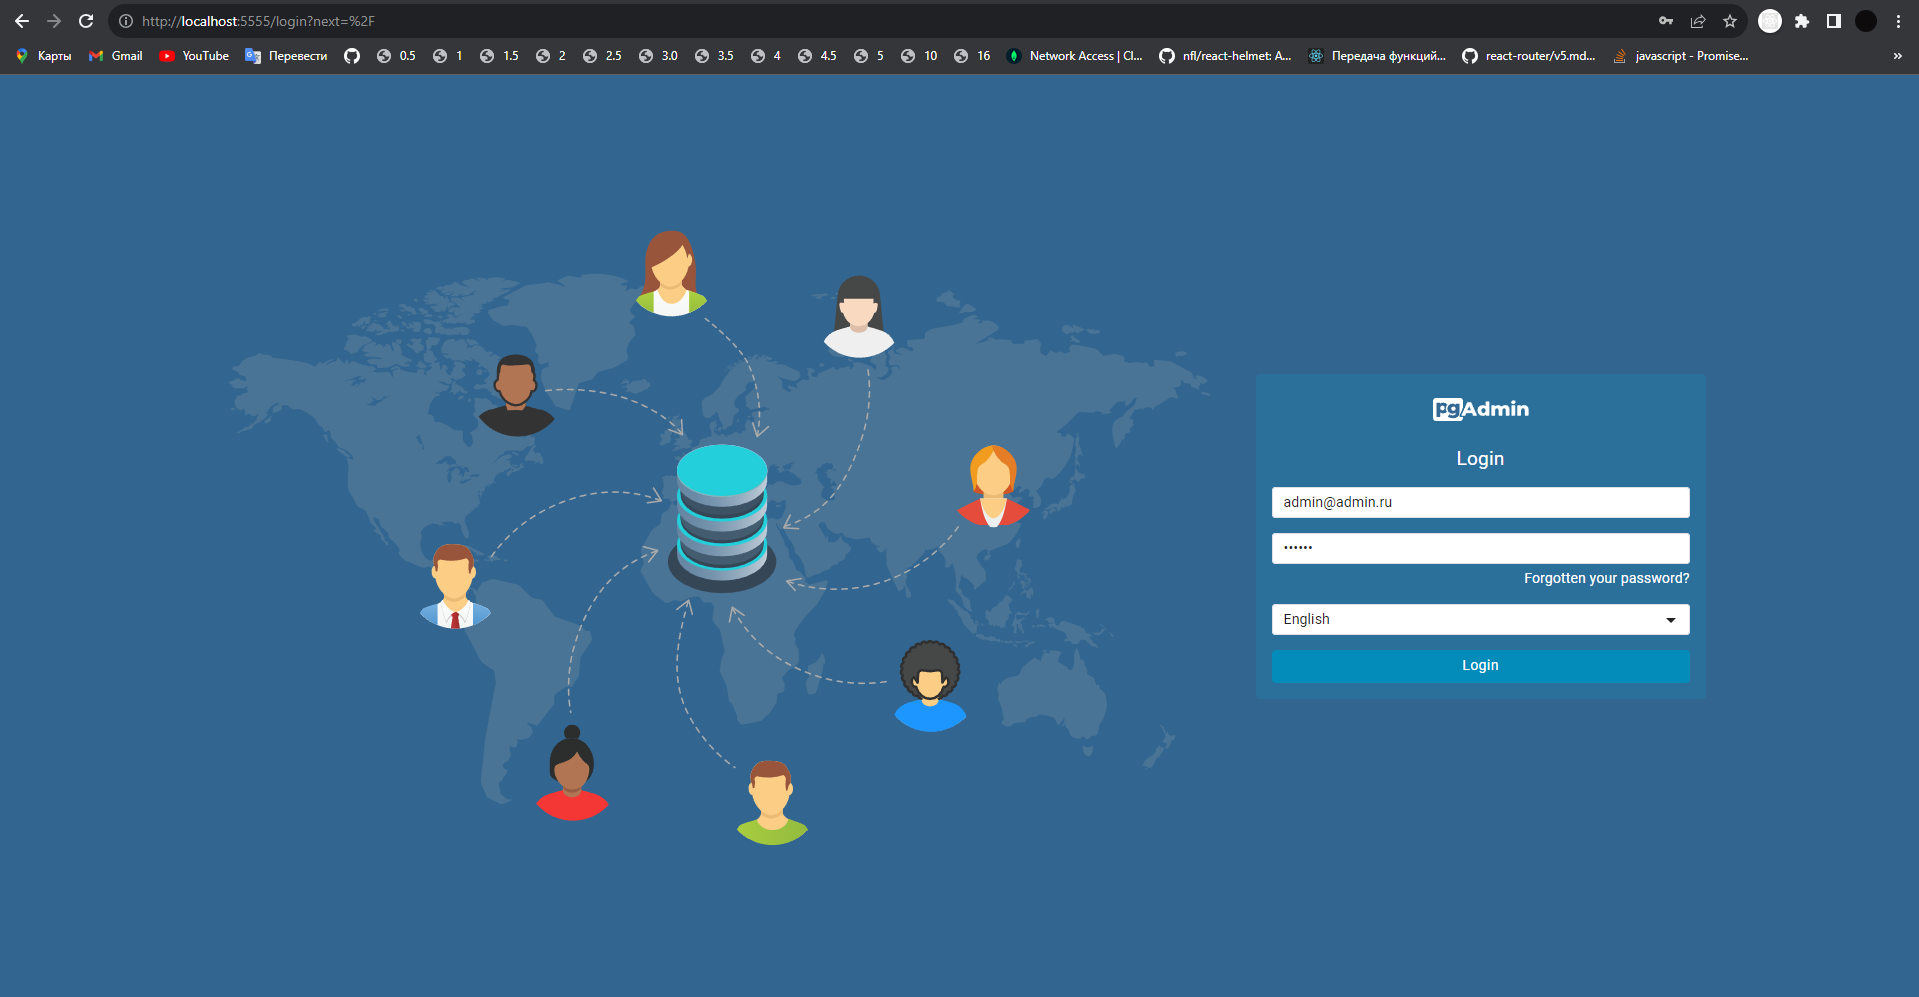 http://localhost:5555/login?next=%2F
Карты Gmail YouTube Перевести 0.5 1 1.5 2 2.5 3.0 3.5 4 4.5 5 10 16 Network Access | Cl... nfl/react-helmet: A... Передача функций... react-router/v5.md... javascript - Promise...
pgAdmin
Login
admin@admin.ru
••••••
Forgotten your password?
English
Login